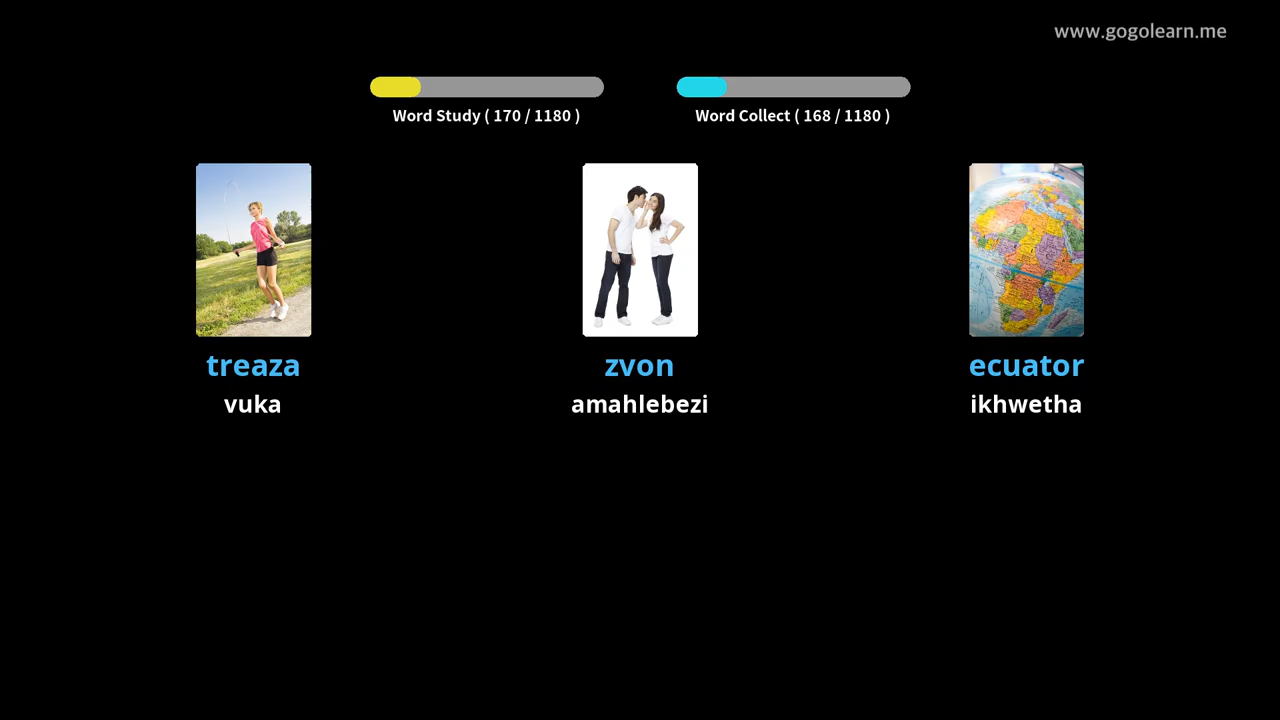 www.gogolearn.me
Word Study ( 170 / 1180 )
Word Collect ( 168 / 1180 )
treaza
vuka
zvon
amahlebezi
ecuator
ikhwetha